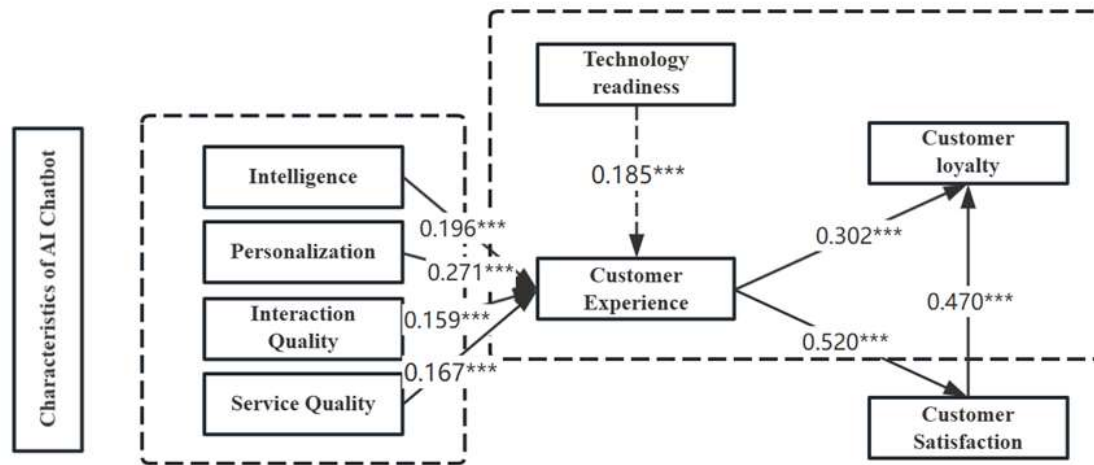 Characteristics of AI Chatbot
Intelligence
Personalization
Interaction
Quality
Service Quality
0.196***
0.271***
0.159***
0.167***
Technology
readiness
0.185***
Customer
Experience
0.302***
0.520***
Customer
loyalty
0.470***
Customer
Satisfaction